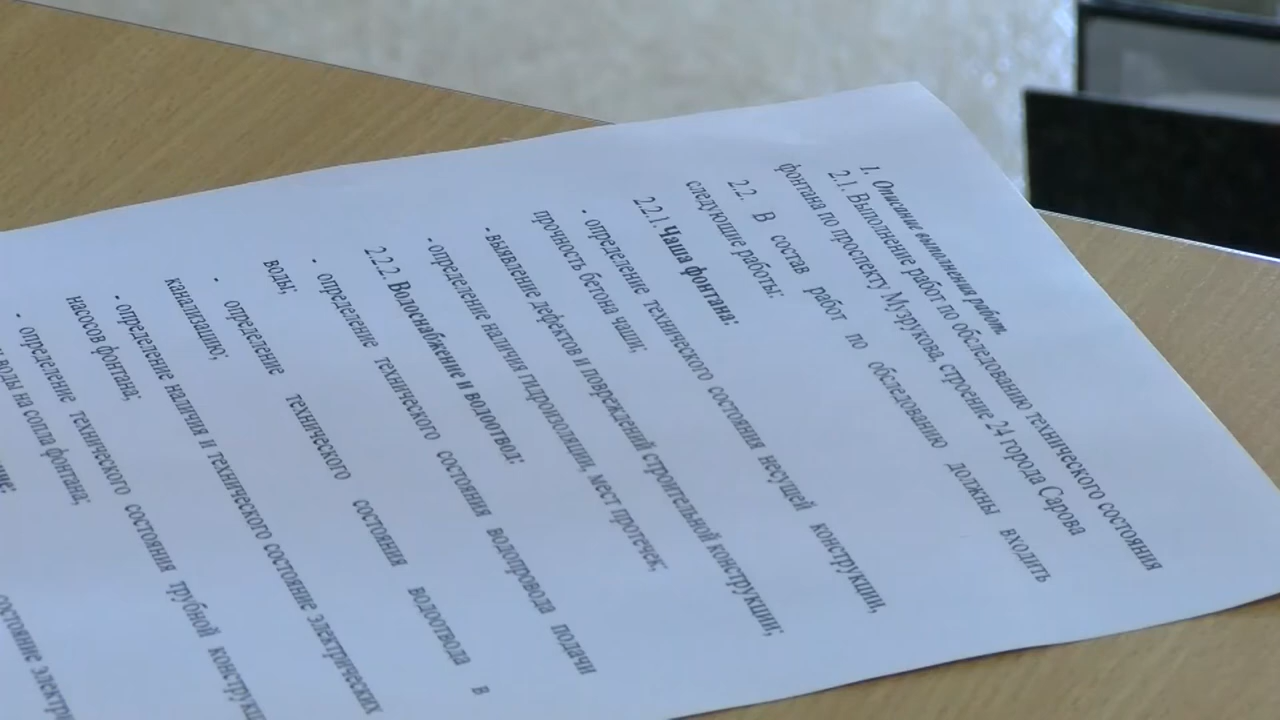 1. Описание выполнения работ.
2.1. Выполнение работ по обследованию технического состояния
фонтана по проспекту Музрукова, строение 24 города Сарова
2.2. В состав работ по обследованию должны входить
следующие работы:
2.2.1 Чаша фонтана:
- определение технического состояния несущей конструкции,
прочность бетона чаши;
- выявление дефектов и повреждений строительной конструкции;
- определение наличия гидроизоляции, мест протечек;
2.2.2. Водоснабжение и водоотвод:
- определение технического состояния водопровода подачи
воды;
- определение технического состояния водоотвода в
канализацию;
- определение наличия и технического состояние электрических
насосов фонтана;
- определение технического состояния трубной
воды на сопла фонтана;
состояние